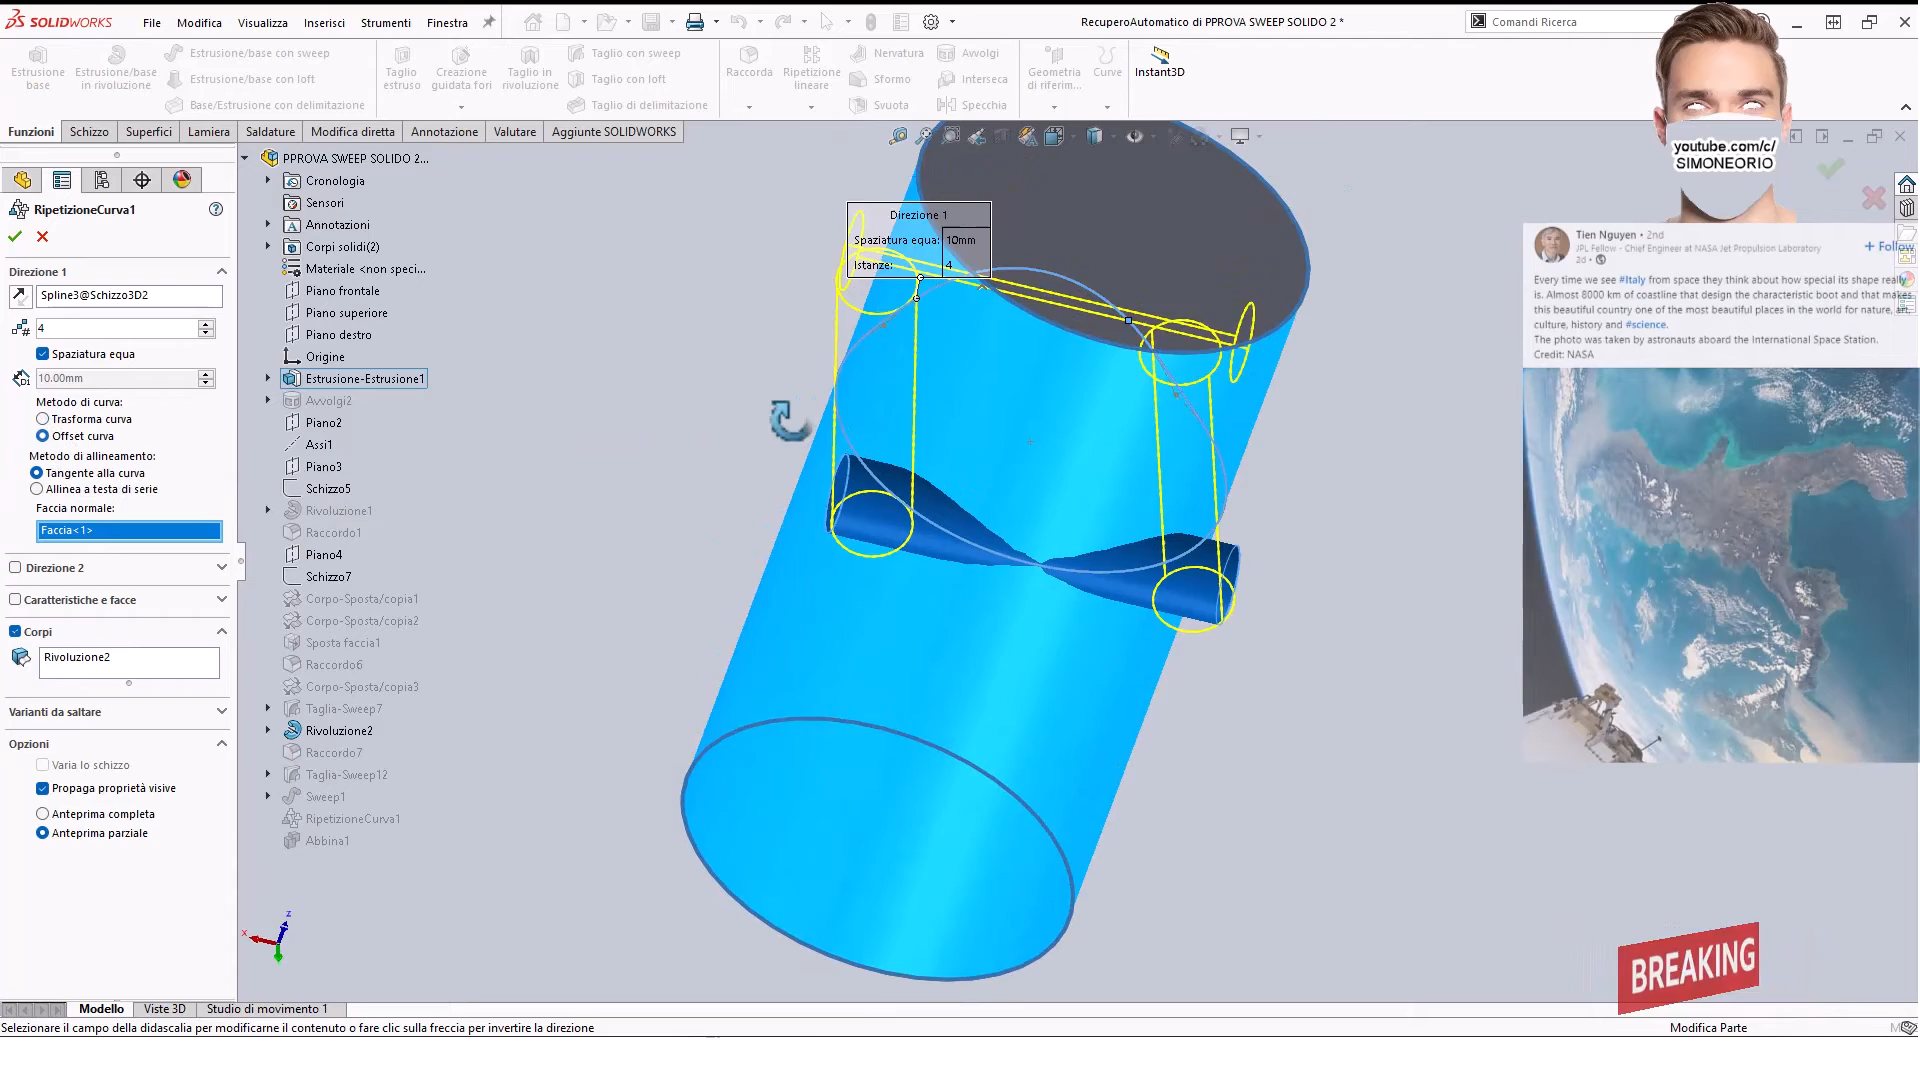 SOLIDWORKS
File Modifica Visualizza Inserisci Strumenti Finestra
RecuperoAutomatico di PPROVA SWEEP SOLIDO 2 *
Comandi Ricerca
Estrusione base
Estrusione/base in rivoluzione
Estrusione/base con sweep
Estrusione/base con loft
Base/Estrusione con delimitazione
Taglio estruso
Creazione guidata fori
Taglio in rivoluzione
Taglio con sweep
Taglio con loft
Taglio di delimitazione
Raccorda
Ripetizione lineare
Nervatura
Sformo
Svuota
Avvolgi
Interseca
Specchia
Geometria di riferim...
Curve
Instant3D
Funzioni Schizzo Superfici Lamiera Saldature Modifica diretta Annotazione Valutare Aggiunte SOLIDWORKS
RipetizioneCurva1
Direzione 1
Spline3@Schizzo3D2
4
Spaziatura equa
10.00mm
Metodo di curva:
Trasforma curva
Offset curva
Metodo di allineamento:
Tangente alla curva
Allinea a testa di serie
Faccia normale:
Faccia<1>
Direzione 2
Caratteristiche e facce
Corpi
Rivoluzione2
Varianti da saltare
Opzioni
Varia lo schizzo
Propaga proprietà visive
Anteprima completa
Anteprima parziale
PPROVA SWEEP SOLIDO 2...
Cronologia
Sensori
Annotazioni
Corpi solidi(2)
Materiale <non speci...
Piano frontale
Piano superiore
Piano destro
Origine
Estrusione-Estrusione1
Avvolgi2
Piano2
Assi1
Piano3
Schizzo5
Rivoluzione1
Raccordo1
Piano4
Schizzo7
Corpo-Sposta/copia1
Corpo-Sposta/copia2
Sposta faccia1
Raccordo6
Corpo-Sposta/copia3
Taglia-Sweep7
Rivoluzione2
Raccordo7
Taglia-Sweep12
Sweep1
RipetizioneCurva1
Abbina1
Direzione 1
Spaziatura equa: 10mm
Istanze: 4
z
x
youtube.com/c/
SIMONEORIO
Tien Nguyen • 2nd
JPL Fellow - Chief Engineer at NASA Jet Propulsion Laboratory
2d •
+ Follow
Every time we see #Italy from space they think about how special its shape really
is. Almost 8000 km of coastline that design the characteristic boot and that makes
this beautiful country one of the most beautiful places in the world for nature, art,
culture, history and #science.
The photo was taken by astronauts aboard the International Space Station.
Credit: NASA
BREAKING
Modello Viste 3D Studio di movimento 1
Selezionare il campo della didascalia per modificarne il contenuto o fare clic sulla freccia per invertire la direzione
Modifica Parte